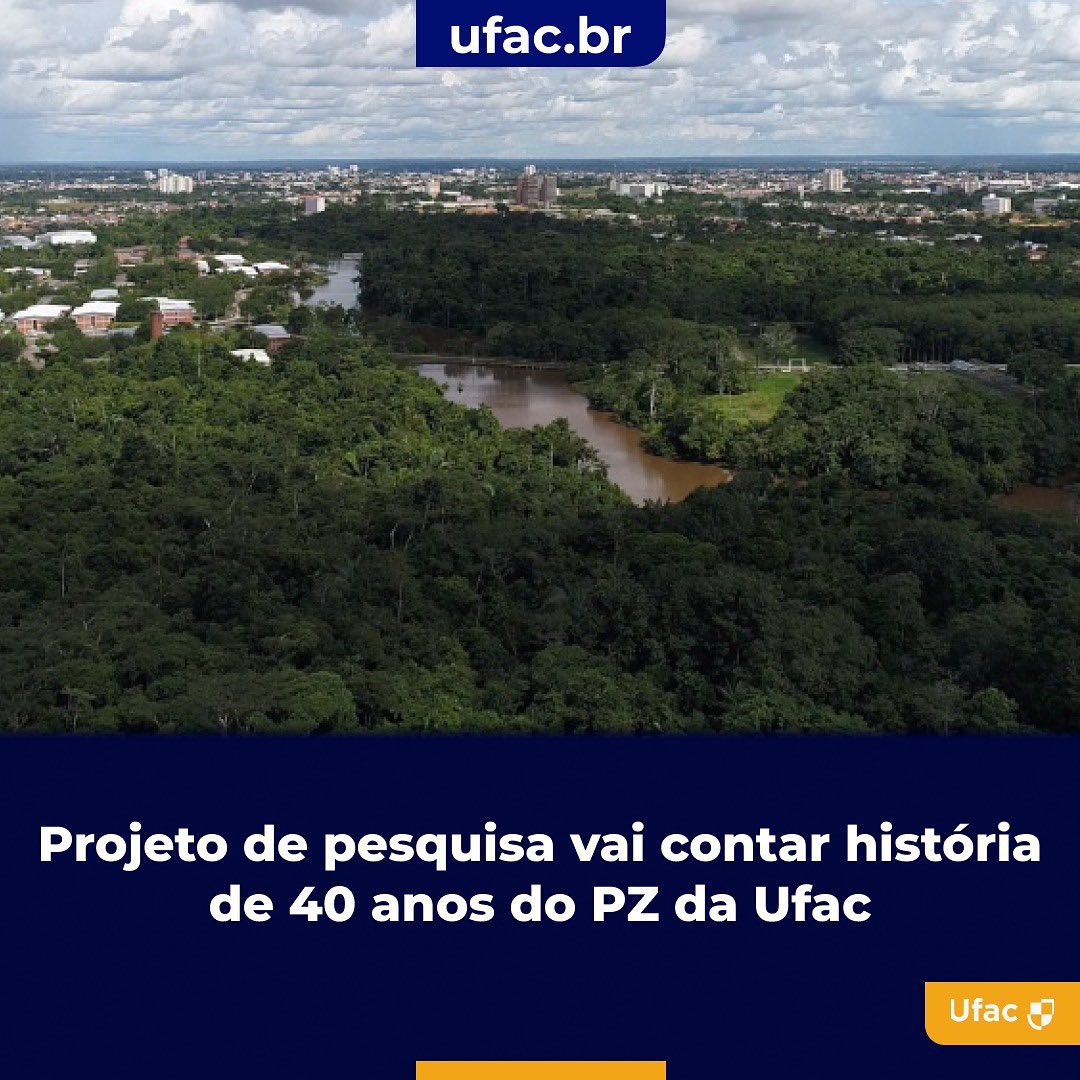 ufac.br
Projeto de pesquisa vai contar história
de 40 anos do PZ da Ufac
Ufac